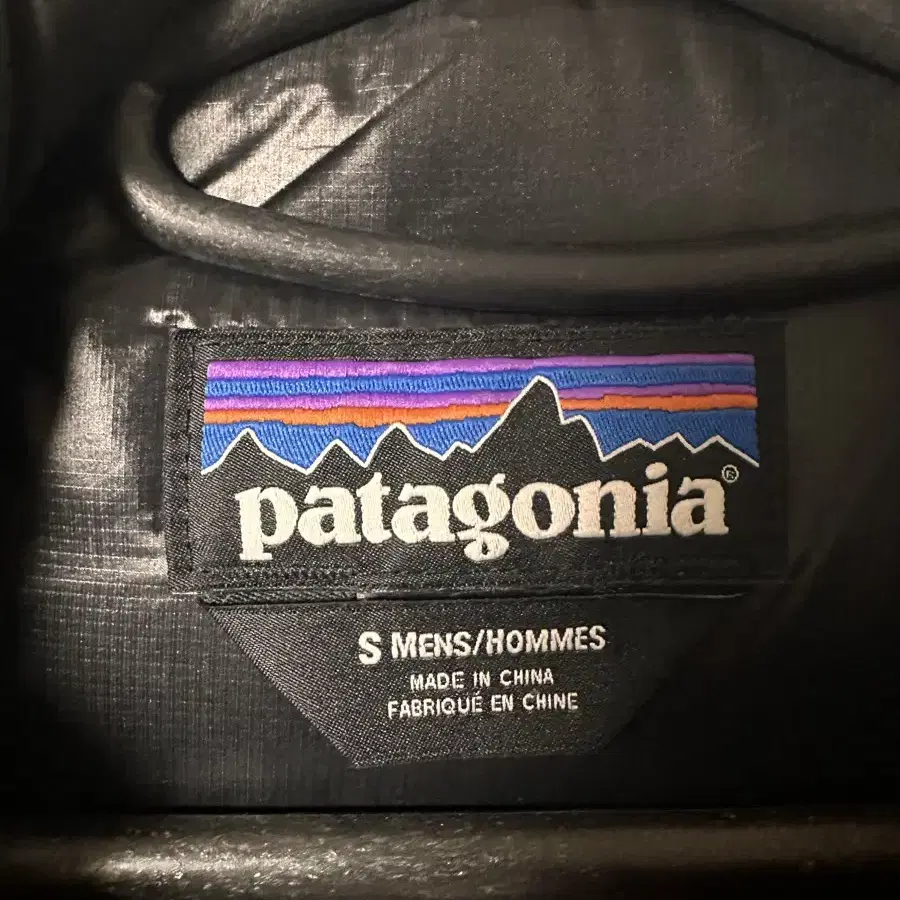 patagonia®
S MENS/HOMMES
MADE IN CHINA
FABRIQUÉ EN CHINE